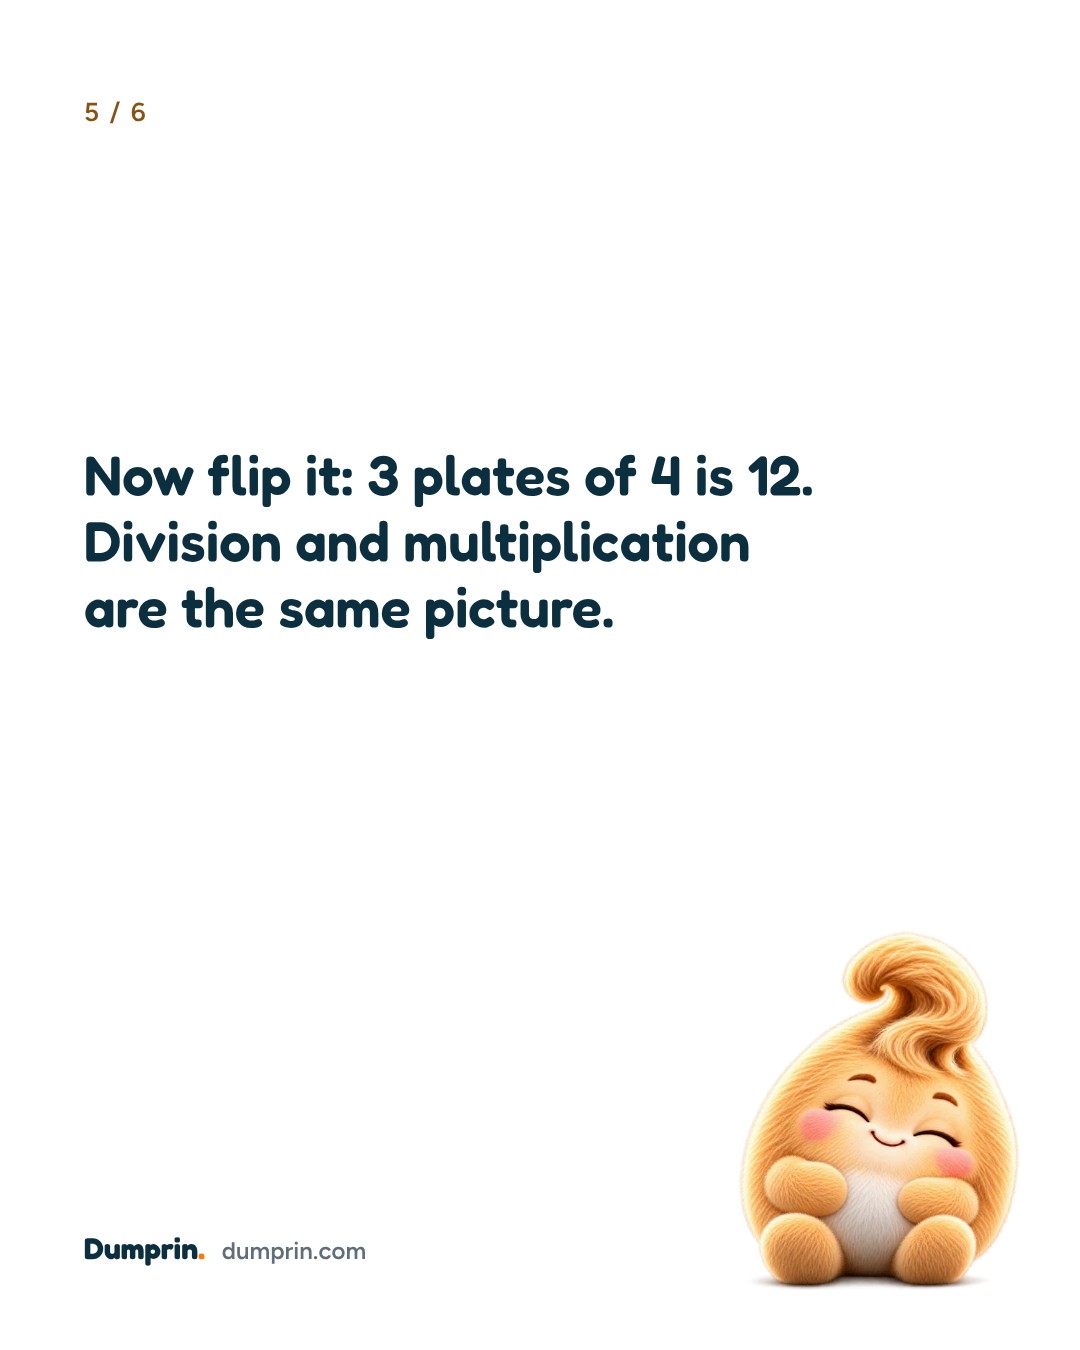 5 / 6
Now flip it: 3 plates of 4 is 12.
Division and multiplication
are the same picture.
Dumprin. dumprin.com